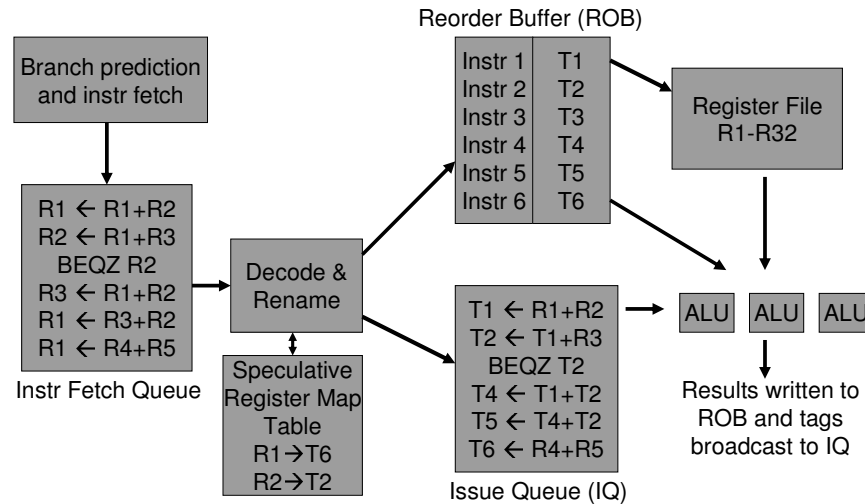 Reorder Buffer (ROB)
Branch prediction
and instr fetch
Instr 1 T1
Instr 2 T2
Instr 3 T3
Instr 4 T4
Instr 5 T5
Instr 6 T6
Register File
R1-R32
R1 ← R1+R2
R2 ← R1+R3
BEQZ R2
R3 ← R1+R2
R1 ← R3+R2
R1 ← R4+R5
Instr Fetch Queue
Decode &
Rename
Speculative
Register Map
Table
R1→T6
R2→T2
T1 ← R1+R2
T2 ← T1+R3
BEQZ T2
T4 ← T1+T2
T5 ← T4+T2
T6 ← R4+R5
Issue Queue (IQ)
ALU ALU ALU
Results written to
ROB and tags
broadcast to IQ